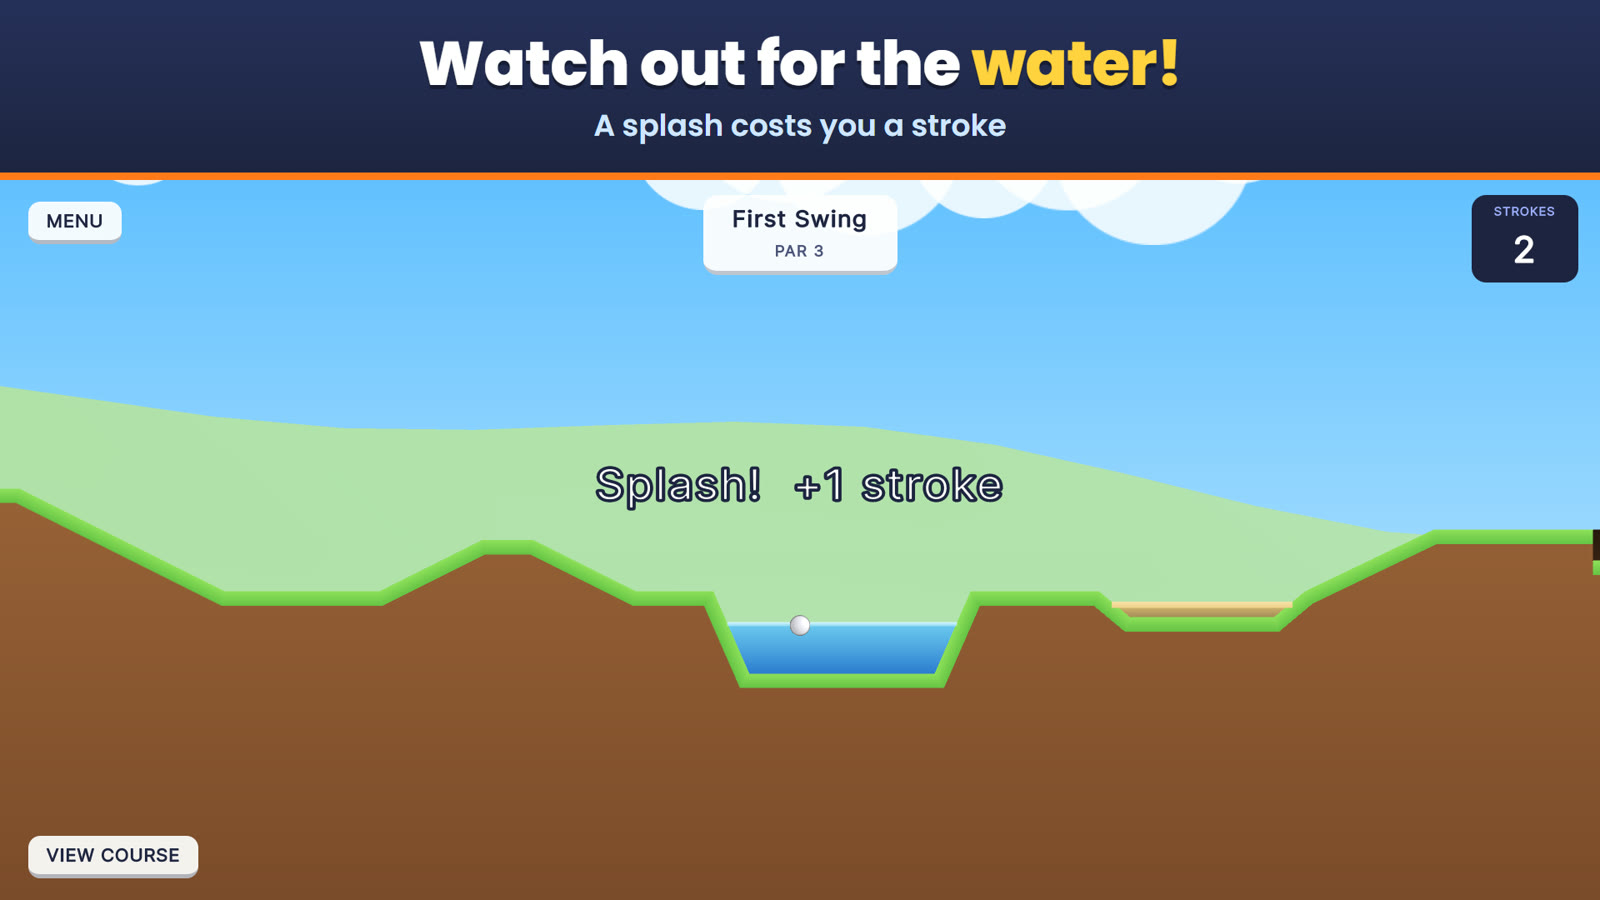 Watch out for the water!
A splash costs you a stroke
MENU
First Swing
PAR 3
STROKES
2
Splash! +1 stroke
VIEW COURSE